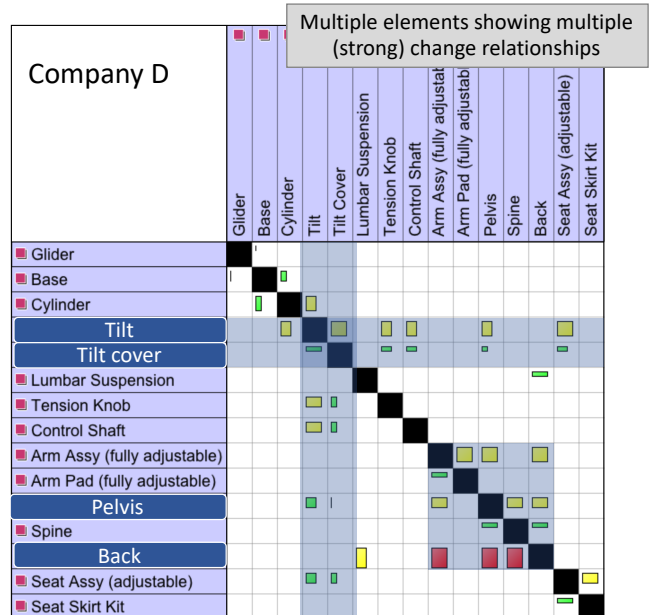 Multiple elements showing multiple
(strong) change relationships
Company D
Glider
Base
Cylinder
Tilt
Tilt Cover
Lumbar Suspension
Tension Knob
Control Shaft
Arm Assy (fully adjustab
Arm Pad (fully adjustabl
Pelvis
Spine
Back
Seat Assy (adjustable)
Seat Skirt Kit
Glider
Base
Cylinder
Tilt
Tilt cover
Lumbar Suspension
Tension Knob
Control Shaft
Arm Assy (fully adjustable)
Arm Pad (fully adjustable)
Pelvis
Spine
Back
Seat Assy (adjustable)
Seat Skirt Kit